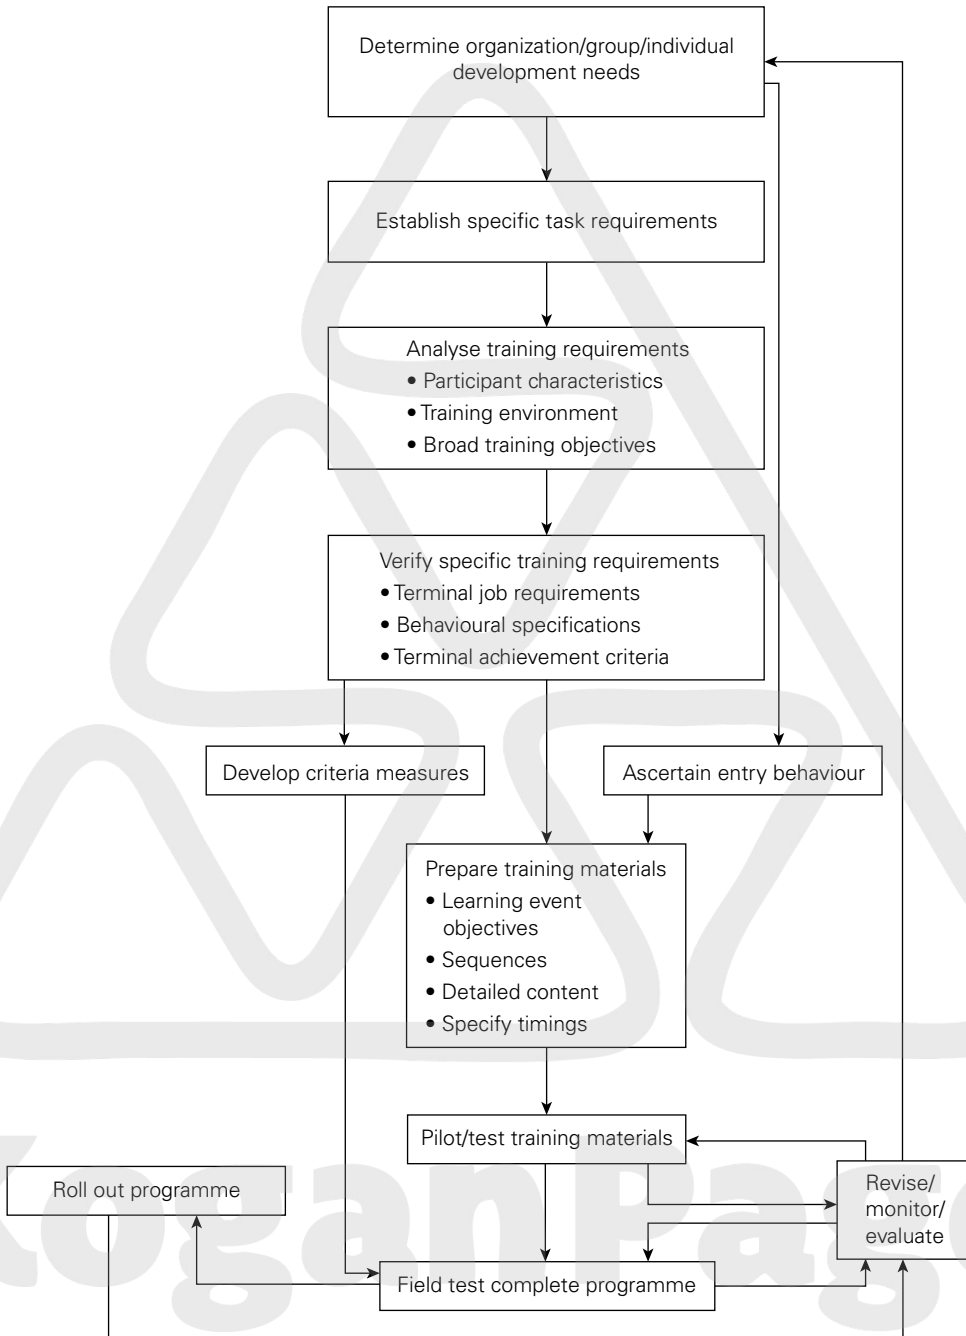 Determine organization/group/individual
development needs
Establish specific task requirements
Analyse training requirements
• Participant characteristics
• Training environment
• Broad training objectives
Verify specific training requirements
• Terminal job requirements
• Behavioural specifications
• Terminal achievement criteria
Develop criteria measures
Ascertain entry behaviour
Prepare training materials
• Learning event
objectives
• Sequences
• Detailed content
• Specify timings
Pilot/test training materials
Roll out programme
Revise/
monitor/
evaluate
Field test complete programme
KoganPage